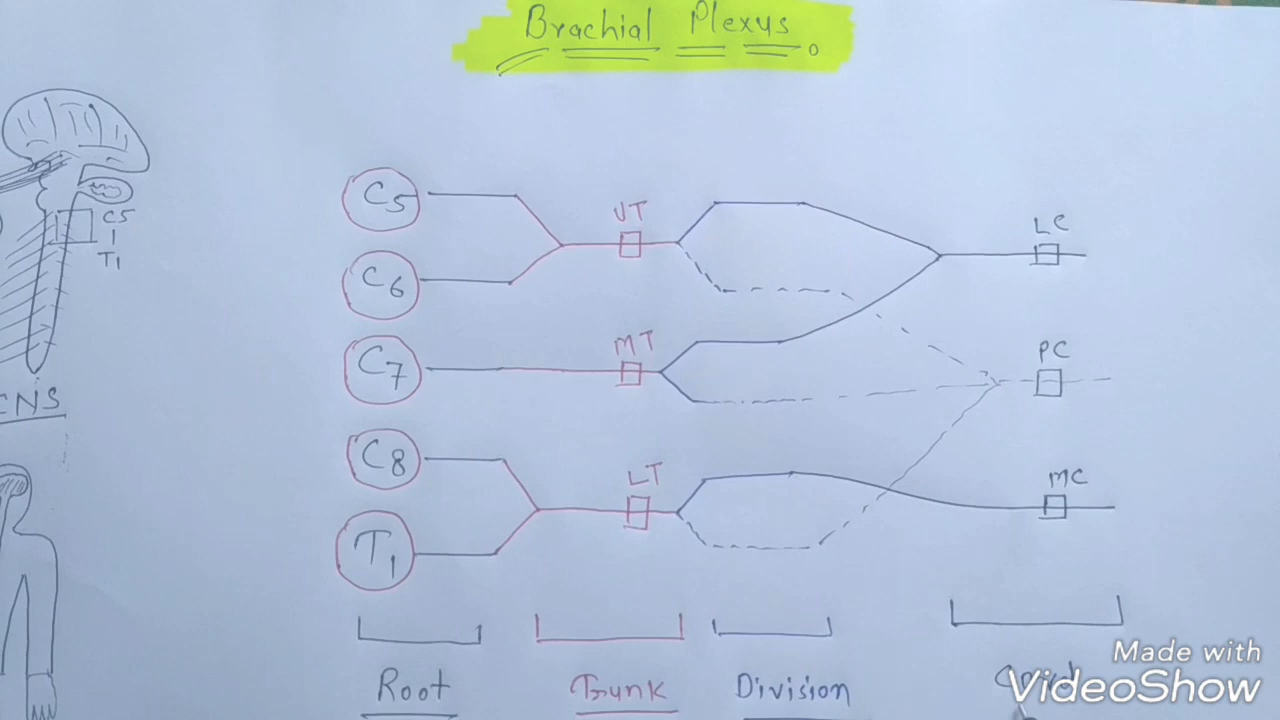 Brachial Plexus
C5
UT
LC
C5
T1
C6
MT
C7
PC
CNS
C8
LT
MC
T1
Root
Trunk
Division
Made with
VideoShow